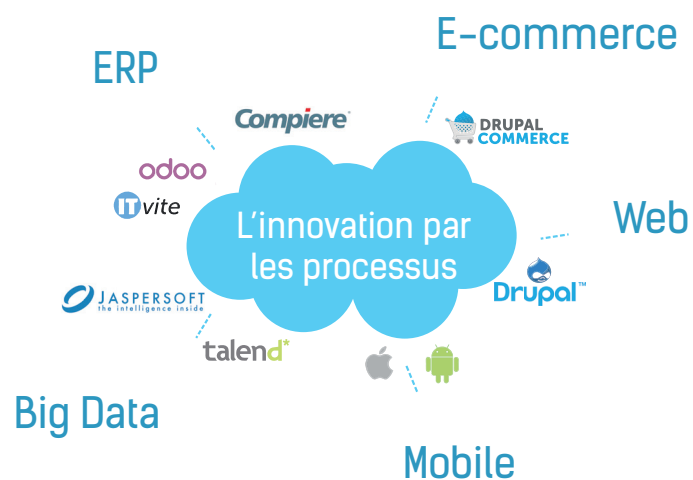 E-commerce
ERP
Compiere
DRUPAL
COMMERCE
odoo
ITvite
L'innovation par
les processus
Web
Drupal™
JASPERSOFT
the intelligence inside
talend*
Big Data
Mobile